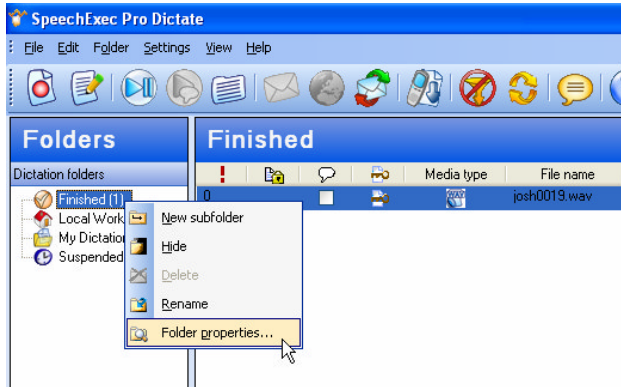 SpeechExec Pro Dictate
File Edit Folder Settings View Help
Folders
Finished
Dictation folders
! Media type File name
Finished (1)
0 josh0019.wav
Local Work
My Dictation
Suspended
New subfolder
Hide
Delete
Rename
Folder properties...